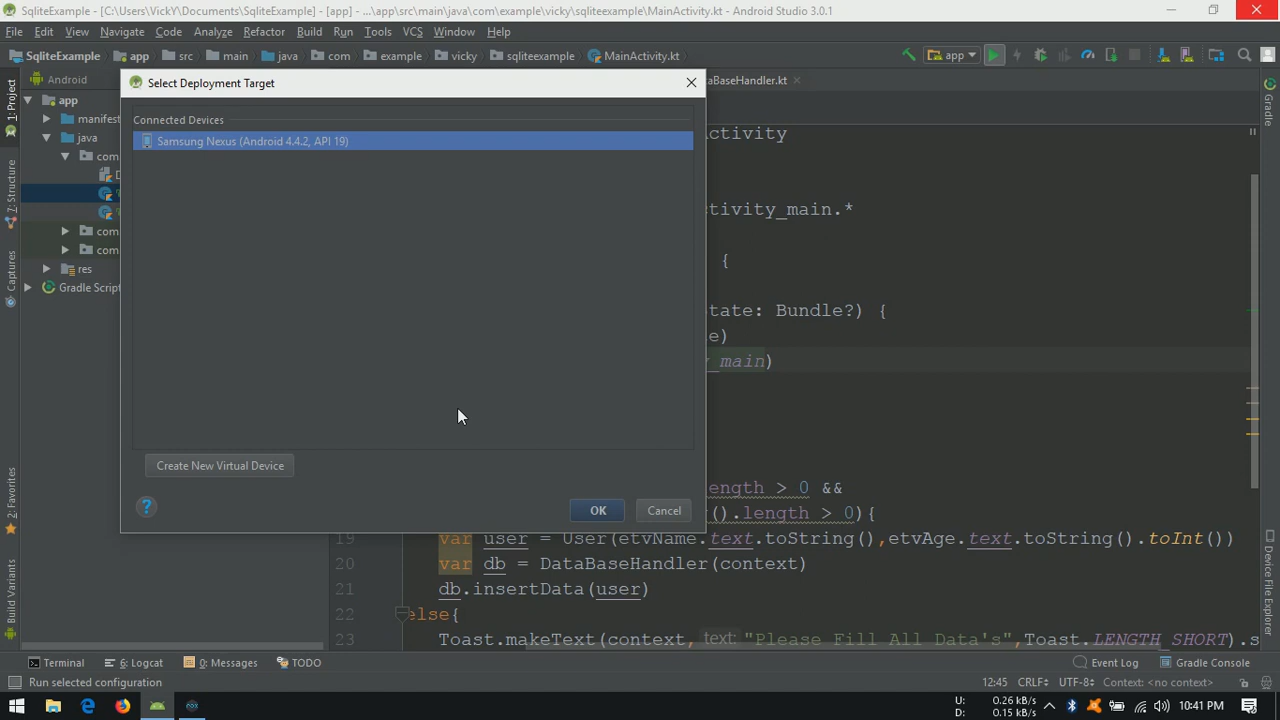 SqliteExample [C:\Users\VickY\Documents\SqliteExample] - [app] - ...\app\src\main\java\com\example\vicky\sqliteexample\MainActivity.kt - Android Studio 3.0.1
File Edit View Navigate Code Analyze Refactor Build Run Tools VCS Window Help
SqliteExample app src main java com example vicky sqliteexample MainActivity.kt app
1: Project
Z: Structure
Captures
2: Favorites
Build Variants
Android
app
manifest
java
com
com
com
res
Gradle Script
Select Deployment Target
Connected Devices
Samsung Nexus (Android 4.4.2, API 19)
Create New Virtual Device
?
OK
Cancel
aBaseHandler.kt
ctivity
ctivity_main.*
{
tate: Bundle?) {
e)
y_main)
ength > 0 &&
().length > 0){
19 var user = User(etvName.text.toString(),etvAge.text.toString().toInt())
20 var db = DataBaseHandler(context)
21 db.insertData(user)
22 else{
23 Toast.makeText(context, text: "Please Fill All Data's",Toast.LENGTH_SHORT).s
Gradle
Device File Explorer
Terminal 6: Logcat 0: Messages TODO Event Log Gradle Console
Run selected configuration 12:45 CRLF÷ UTF-8÷ Context: <no context>
U: 0.26 kB/s
D: 0.15 kB/s
10:41 PM